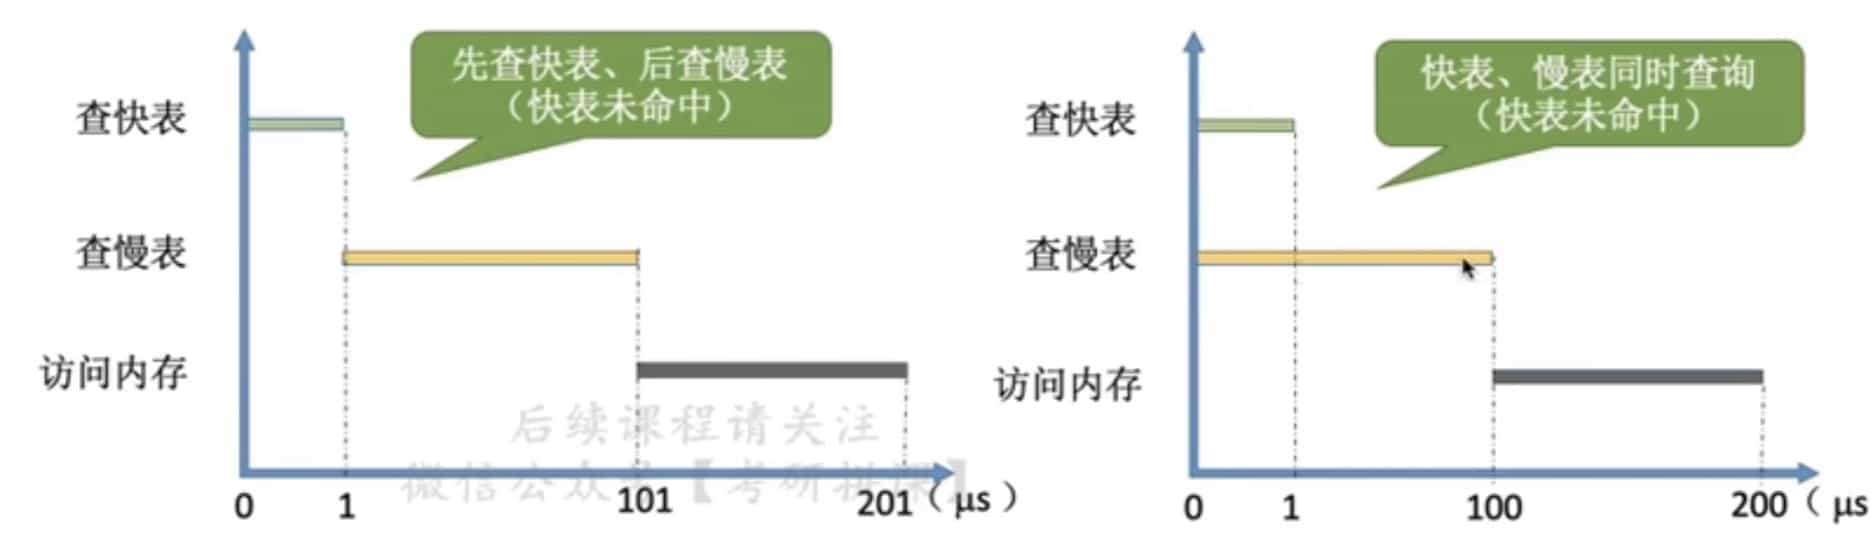 先查快表、后查慢表
（快表未命中）
查快表
查慢表
访问内存
后续课程请关注
微信公众号【考研拼课】
0 1 101 201（μs）
快表、慢表同时查询
（快表未命中）
查快表
查慢表
访问内存
0 1 100 200（μs